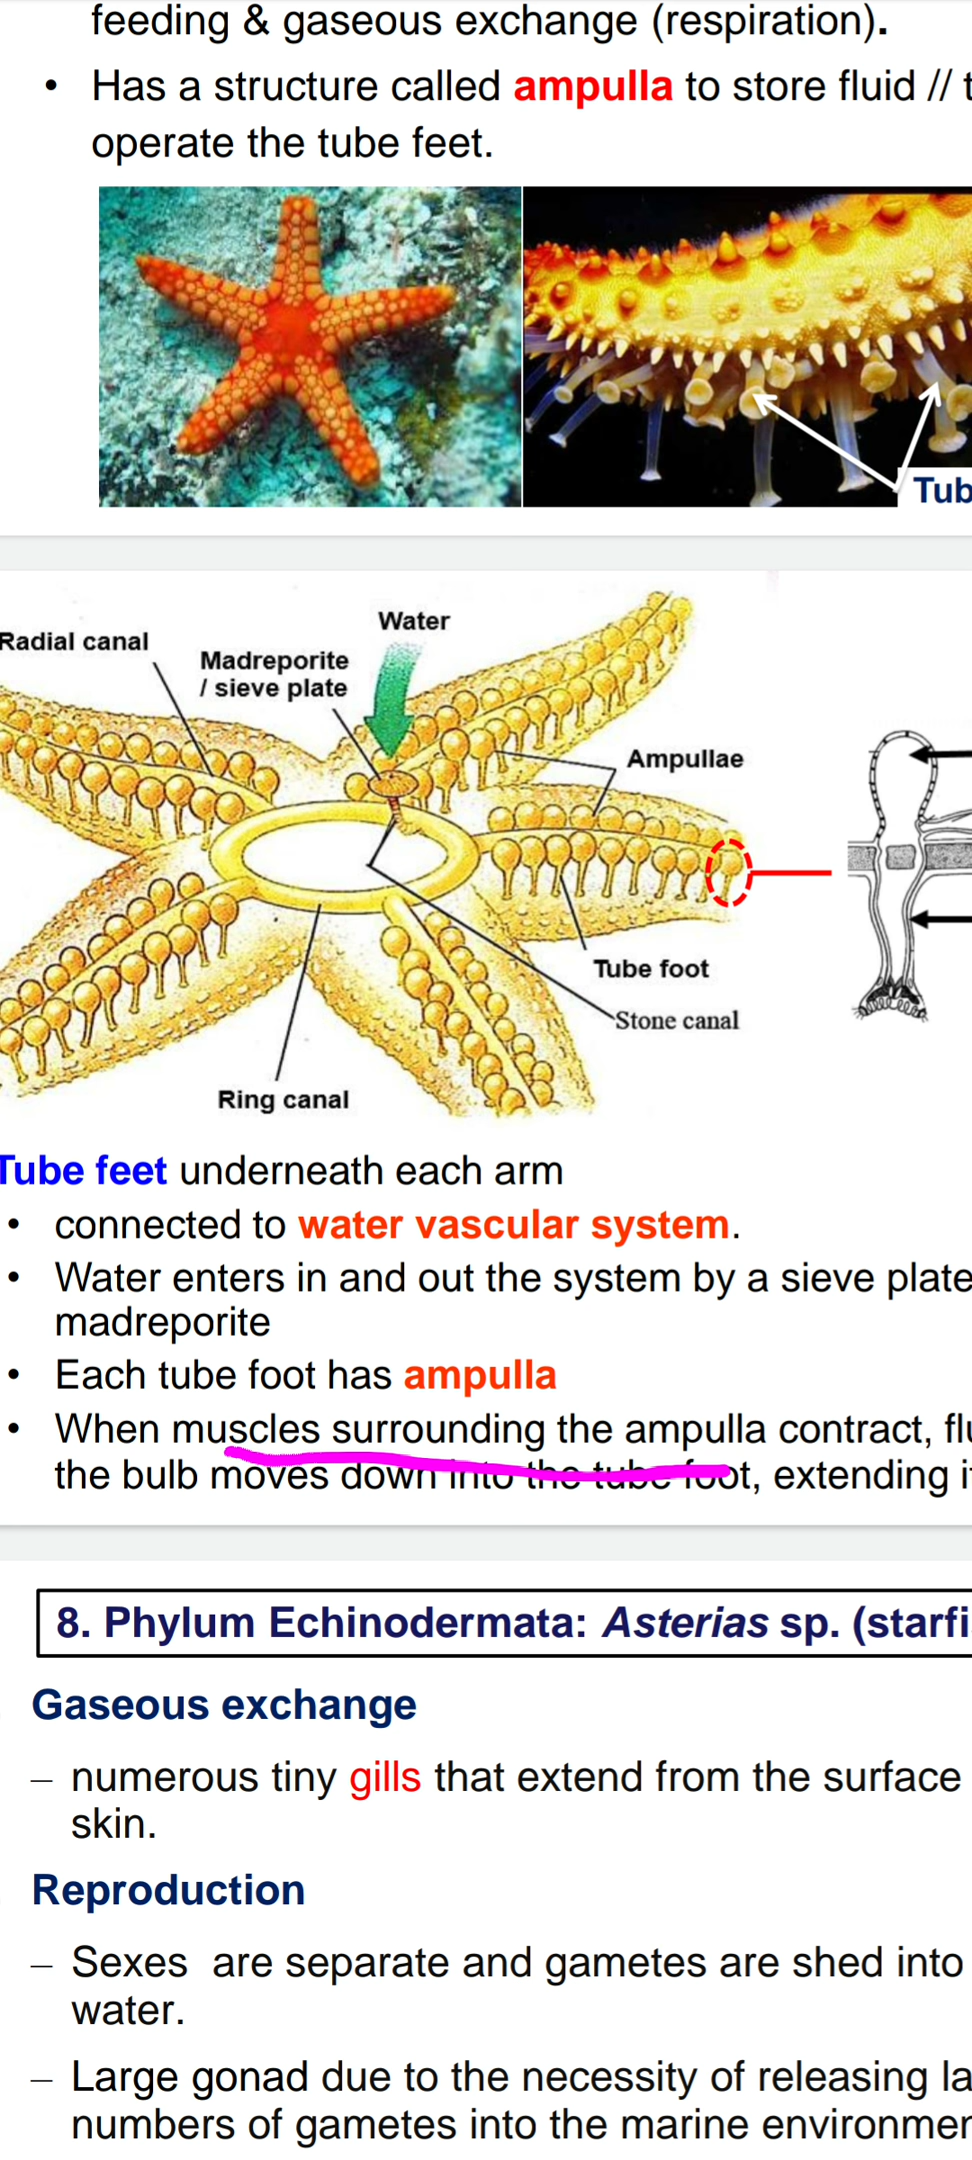 feeding & gaseous exchange (respiration).
• Has a structure called ampulla to store fluid //
operate the tube feet.
Tub
Water
Radial canal
Madreporite
/ sieve plate
Ampullae
Tube foot
Stone canal
Ring canal
Tube feet underneath each arm
• connected to water vascular system.
• Water enters in and out the system by a sieve plate
madreporite
• Each tube foot has ampulla
• When muscles surrounding the ampulla contract,
the bulb moves down into the tube foot, extending
8. Phylum Echinodermata: Asterias sp. (starfi
Gaseous exchange
– numerous tiny gills that extend from the surface
skin.
Reproduction
– Sexes are separate and gametes are shed into
water.
– Large gonad due to the necessity of releasing la
numbers of gametes into the marine environmen